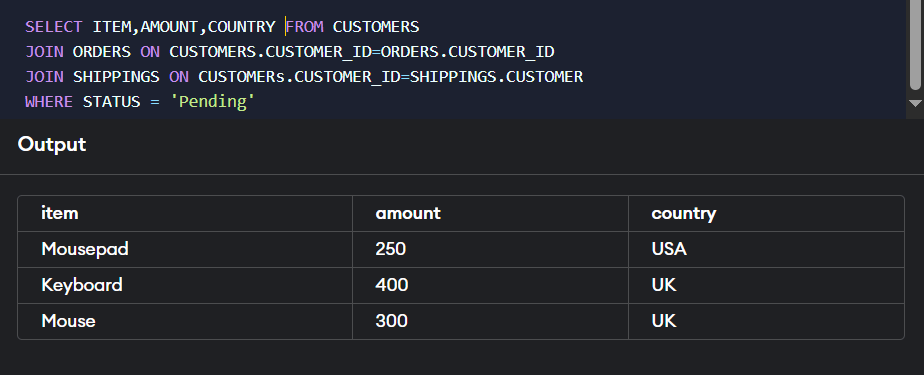 SELECT ITEM,AMOUNT,COUNTRY FROM CUSTOMERS
JOIN ORDERS ON CUSTOMERS.CUSTOMER_ID=ORDERS.CUSTOMER_ID
JOIN SHIPPINGS ON CUSTOMERs.CUSTOMER_ID=SHIPPINGS.CUSTOMER
WHERE STATUS = 'Pending'
Output
item amount country
Mousepad 250 USA
Keyboard 400 UK
Mouse 300 UK